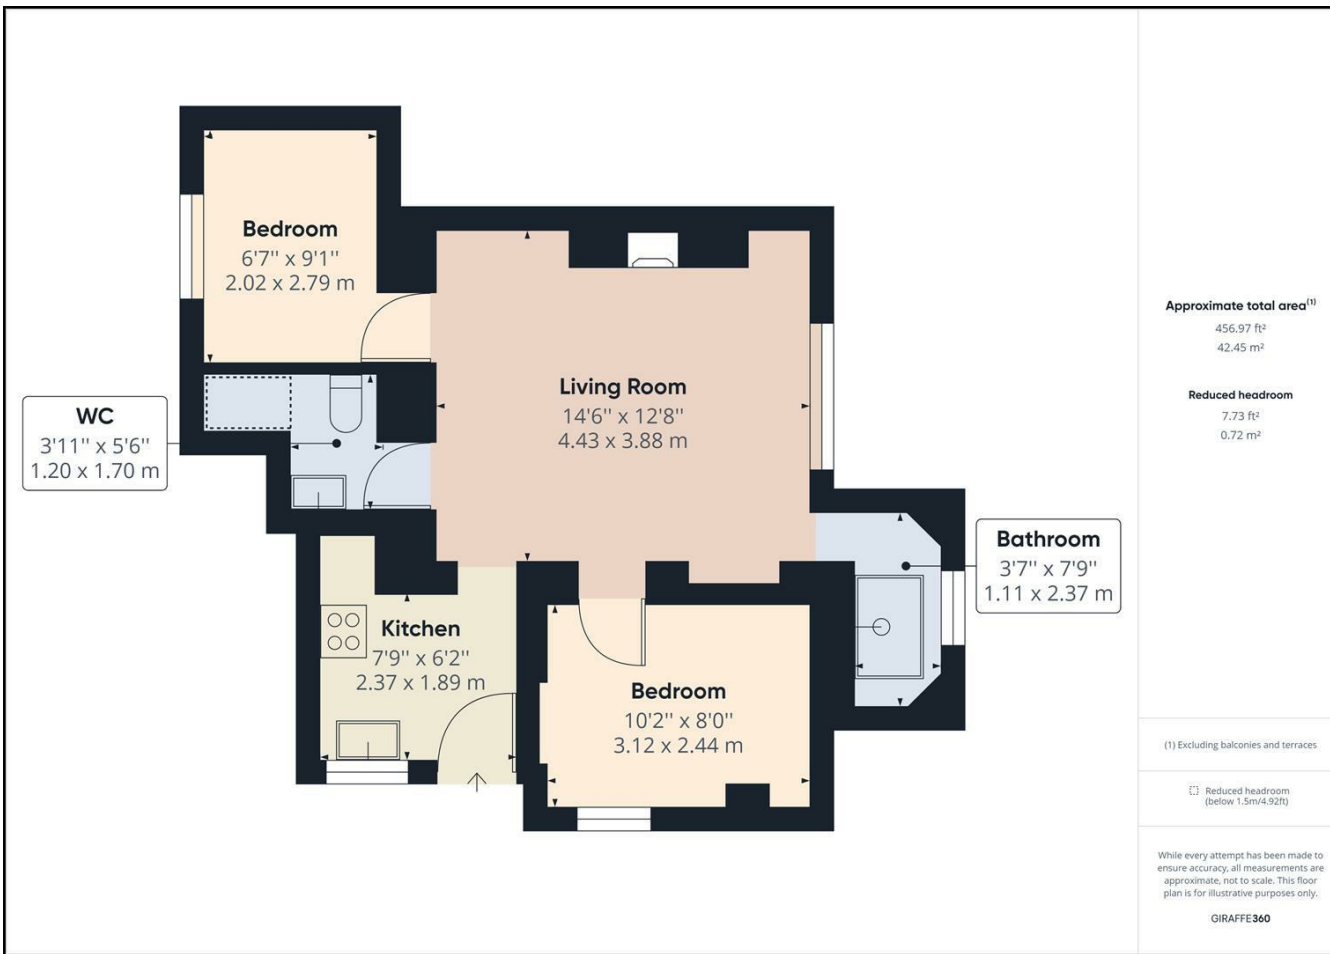 Bedroom
6'7'' x 9'1''
2.02 x 2.79 m
Living Room
14'6'' x 12'8''
4.43 x 3.88 m
WC
3'11'' x 5'6''
1.20 x 1.70 m
Bathroom
3'7'' x 7'9''
1.11 x 2.37 m
Kitchen
7'9'' x 6'2''
2.37 x 1.89 m
Bedroom
10'2'' x 8'0''
3.12 x 2.44 m
Approximate total area(1)
456.97 ft²
42.45 m²
Reduced headroom
7.73 ft²
0.72 m²
(1) Excluding balconies and terraces
Reduced headroom
(below 1.5m/4.92ft)
While every attempt has been made to
ensure accuracy, all measurements are
approximate, not to scale. This floor
plan is for illustrative purposes only.
GIRAFFE360